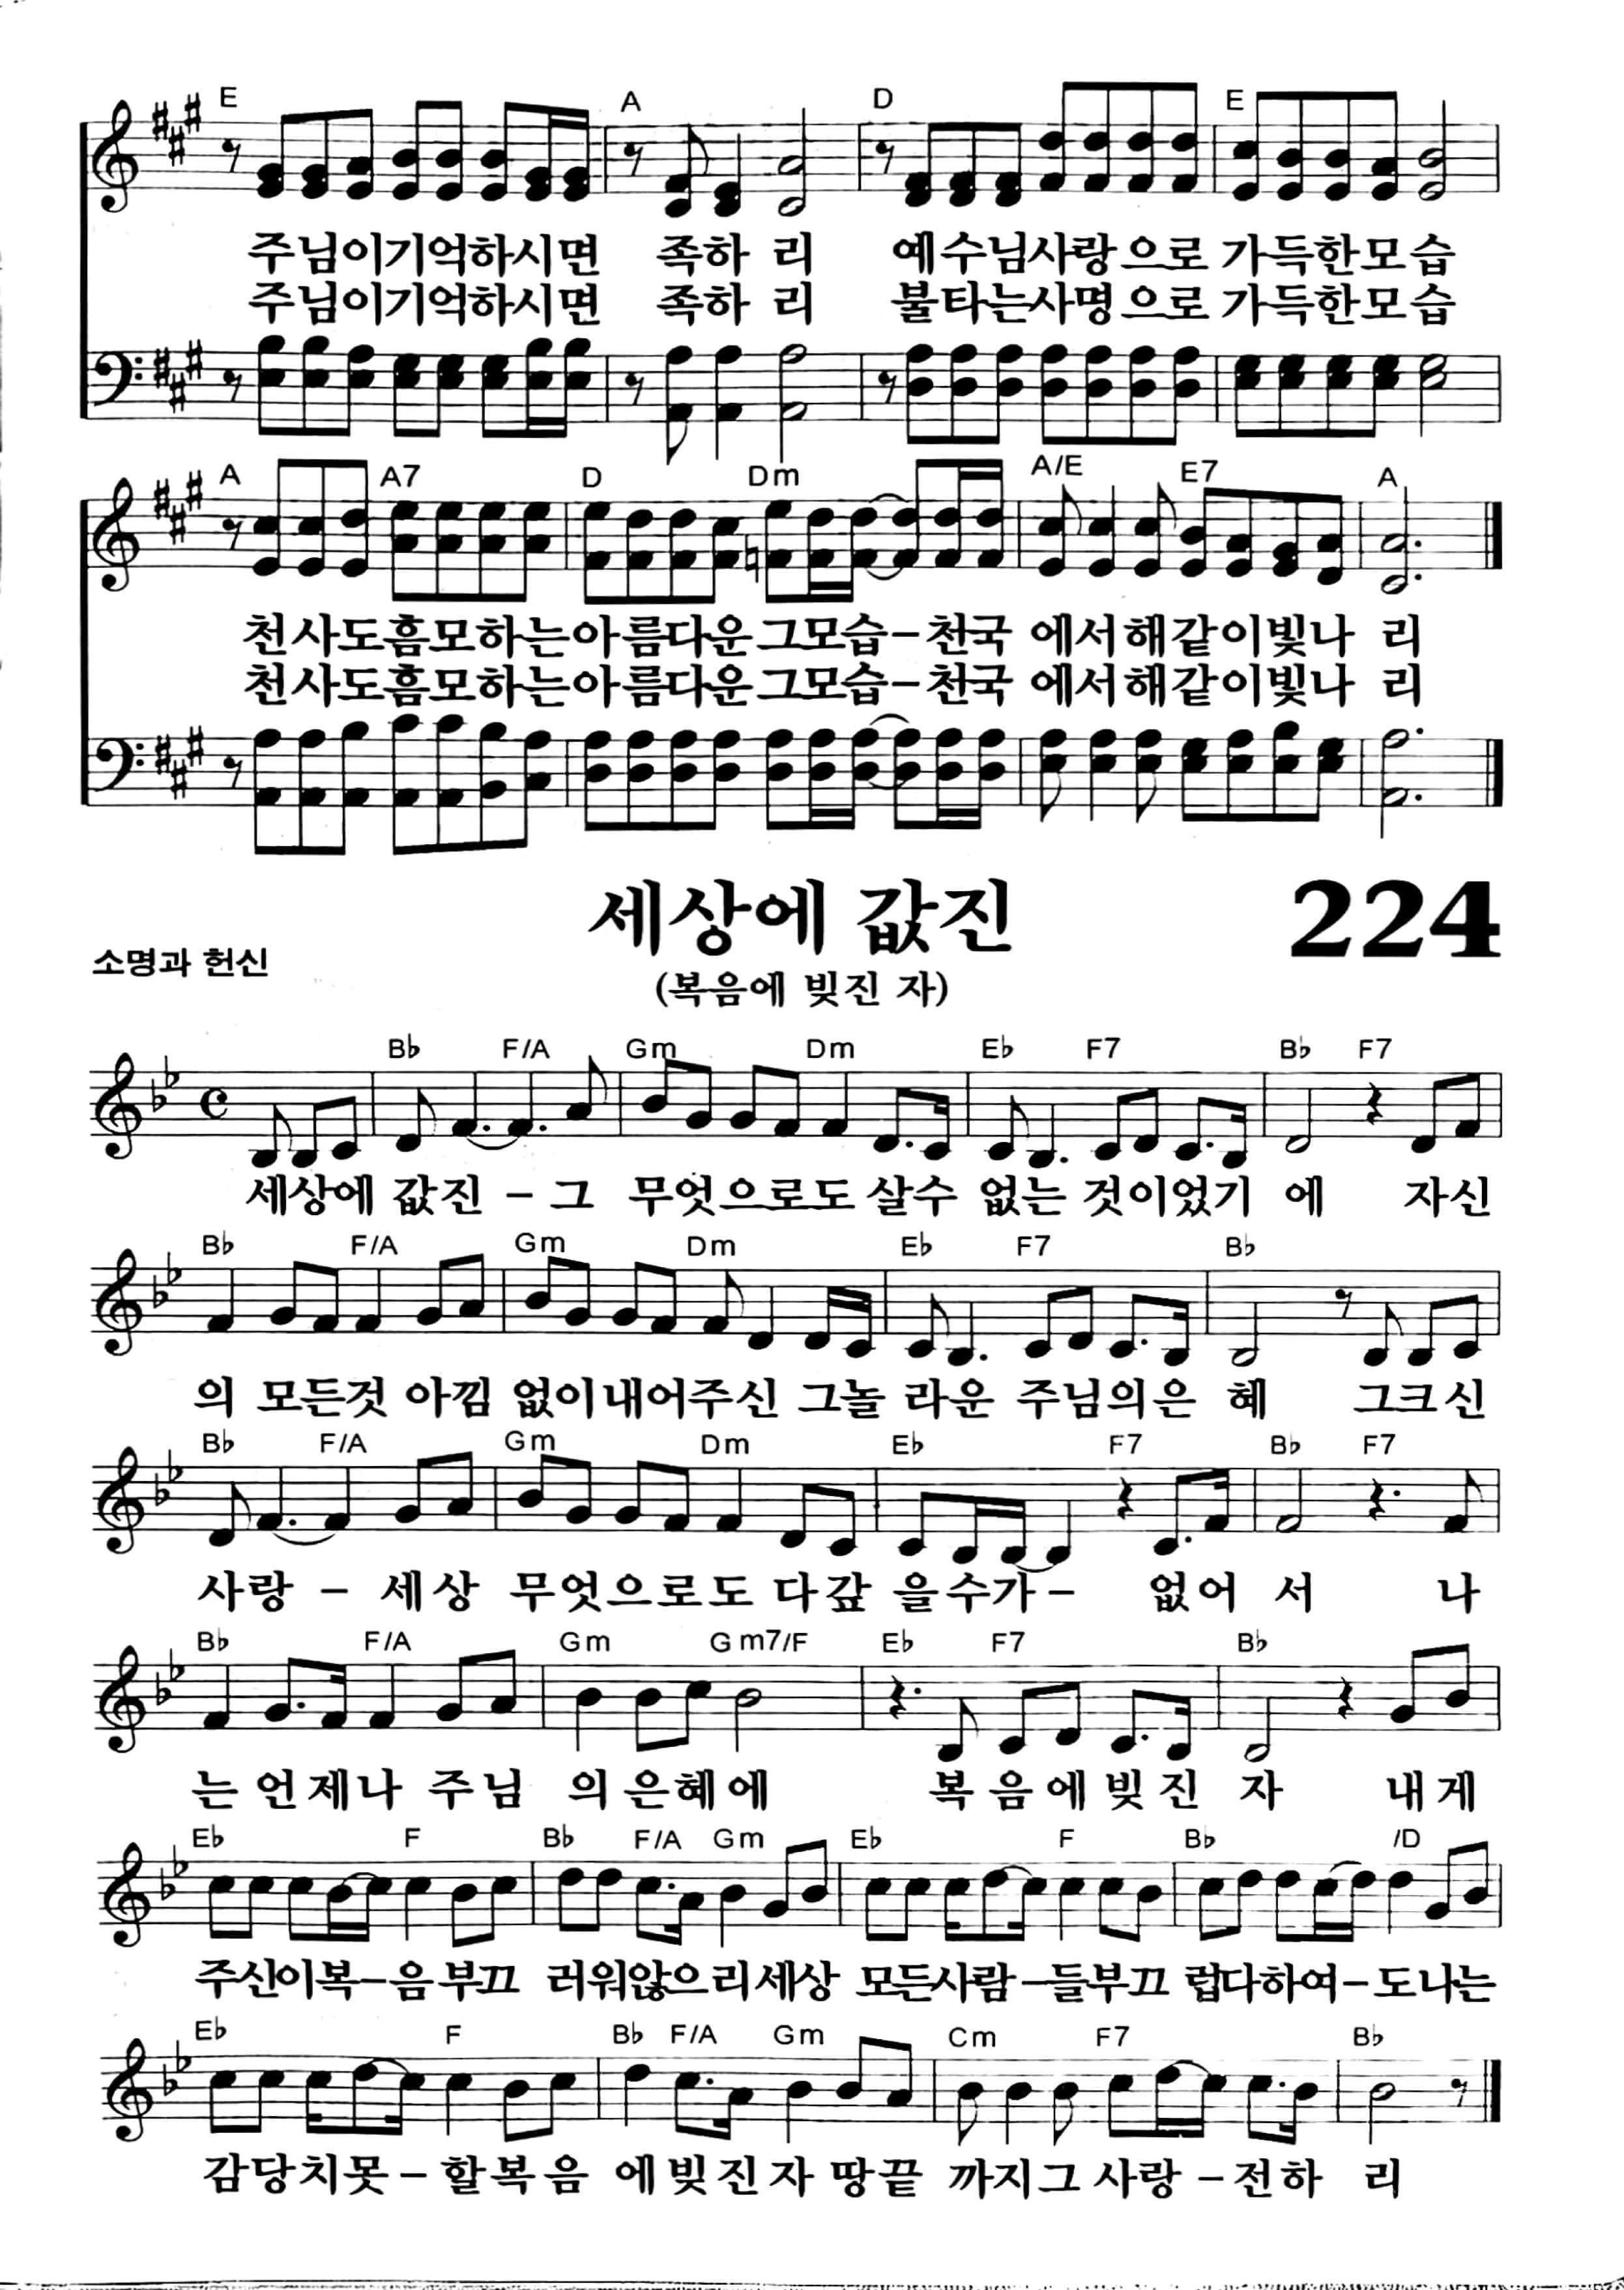 E A D E
주님이기억하시면 족하 리 예수님사랑으로 가득한모습
주님이기억하시면 족하 리 불타는사명으로 가득한모습
A A7 D Dm A/E E7 A
천사도흠모하는아름다운그모습-천국 에서해같이빛나 리
천사도흠모하는아름다운그모습-천국 에서해같이빛나 리
세상에 값진 224
소명과 헌신
(복음에 빚진 자)
B♭ F/A Gm Dm E♭ F7 B♭ F7
세상에 값진 - 그 무엇으로도 살수 없는 것이었기 에 자신
B♭ F/A Gm Dm E♭ F7 B♭
의 모든것 아낌 없이내어주신 그놀 라운 주님의은 혜 그크신
B♭ F/A Gm Dm E♭ F7 B♭ F7
사랑 - 세상 무엇으로도 다갚 을수가- 없어 서 나
B♭ F/A Gm Gm7/F E♭ F7 B♭
는 언제나 주님 의은혜에 복음에빚진 자 내게
E♭ F B♭ F/A Gm E♭ F B♭ /D
주신이복-음부끄 러워않으리세상 모든사람-들부끄 럽다하여-도나는
E♭ F B♭ F/A Gm Cm F7 B♭
감당치못-할복음 에빚진자 땅끝 까지그사랑-전하 리